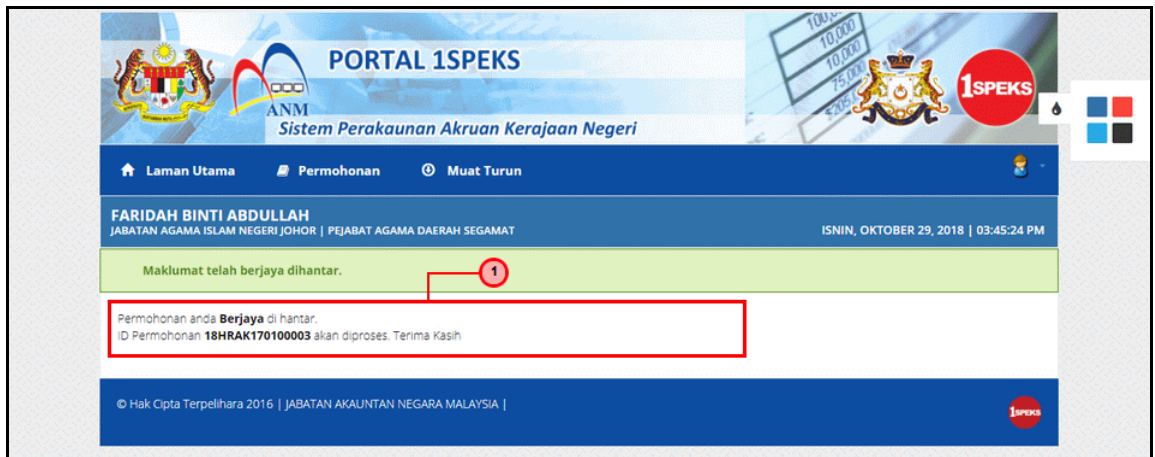 PORTAL 1SPEKS
ANM
Sistem Perakaunan Akruan Kerajaan Negeri
1SPEKS
Laman Utama Permohonan Muat Turun
FARIDAH BINTI ABDULLAH
JABATAN AGAMA ISLAM NEGERI JOHOR | PEJABAT AGAMA DAERAH SEGAMAT ISNIN, OKTOBER 29, 2018 | 03:45:24 PM
Maklumat telah berjaya dihantar. 1
Permohonan anda Berjaya di hantar.
ID Permohonan 18HRAK170100003 akan diproses. Terima Kasih
© Hak Cipta Terpelihara 2016 | JABATAN AKAUNTAN NEGARA MALAYSIA |
1SPEKS